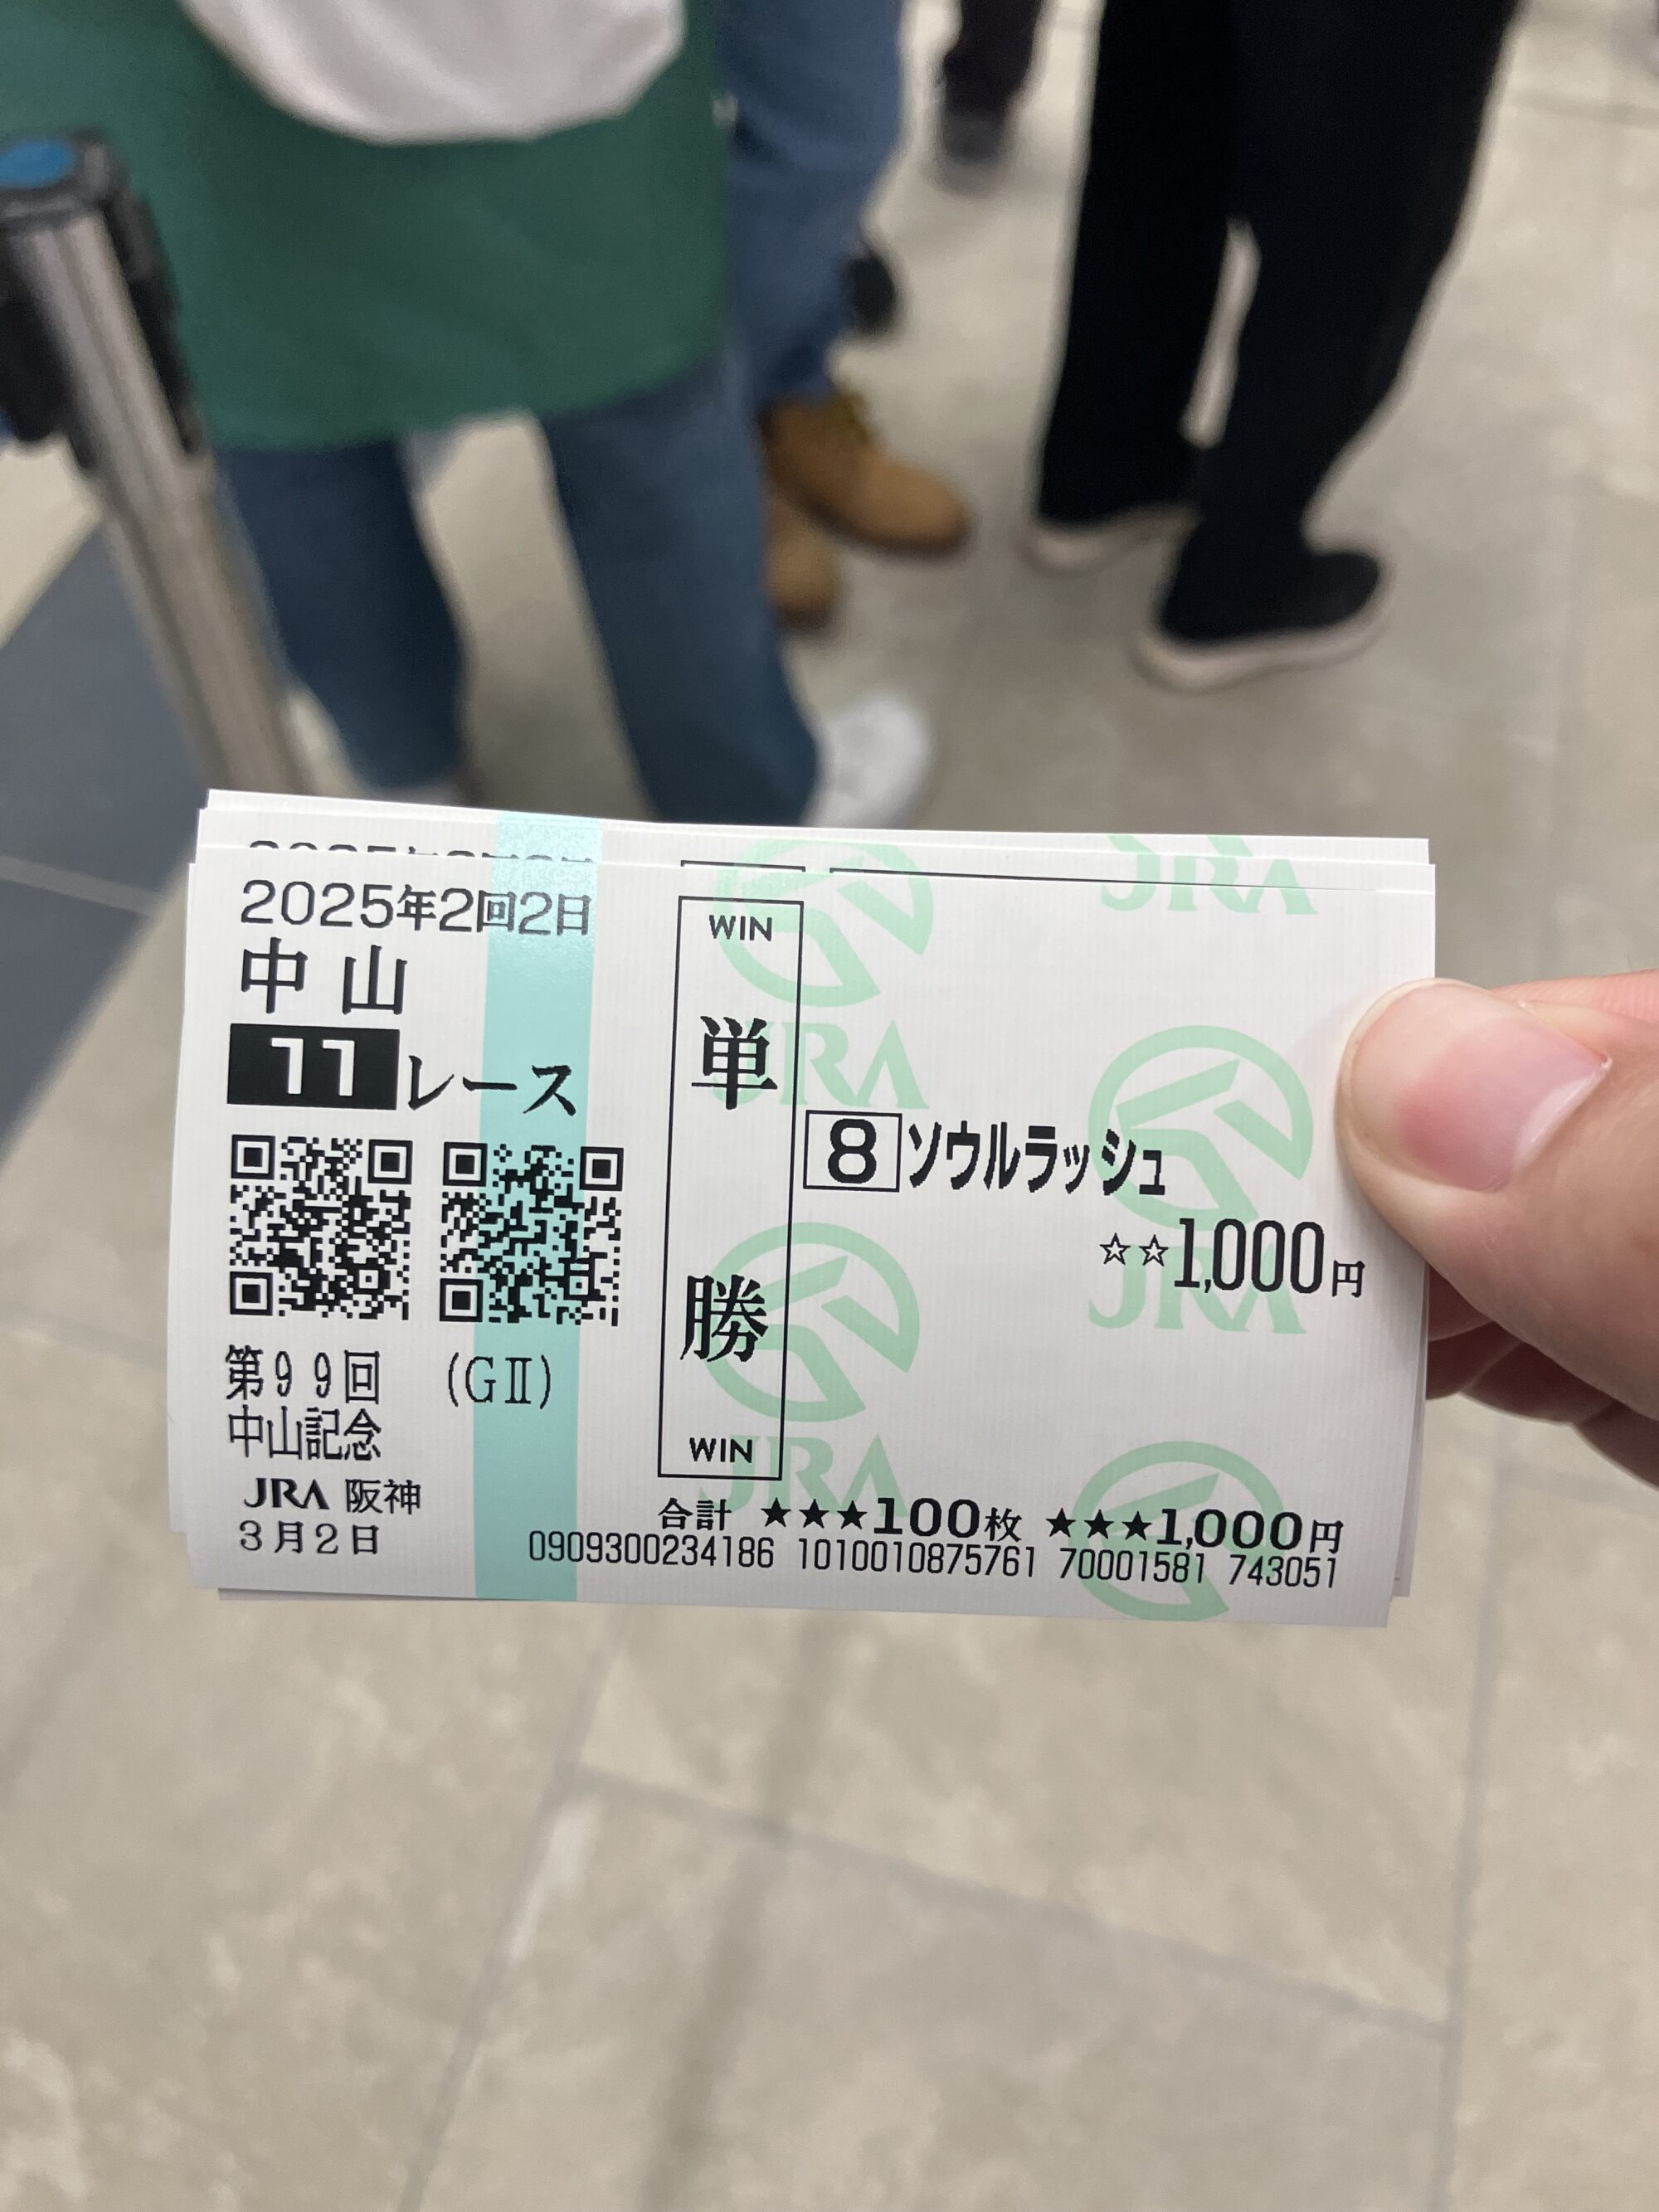 2025年2回2日
中山
11レース
第99回 (GⅡ)
中山記念
JRA 阪神
3月2日
WIN
単勝
WIN
8 ソウルラッシュ
☆☆1,000円
合計 ★★★100枚 ★★★1,000円
0909300234186 1010010875761 70001581 743051
JRA
JRA
JRA
JRA